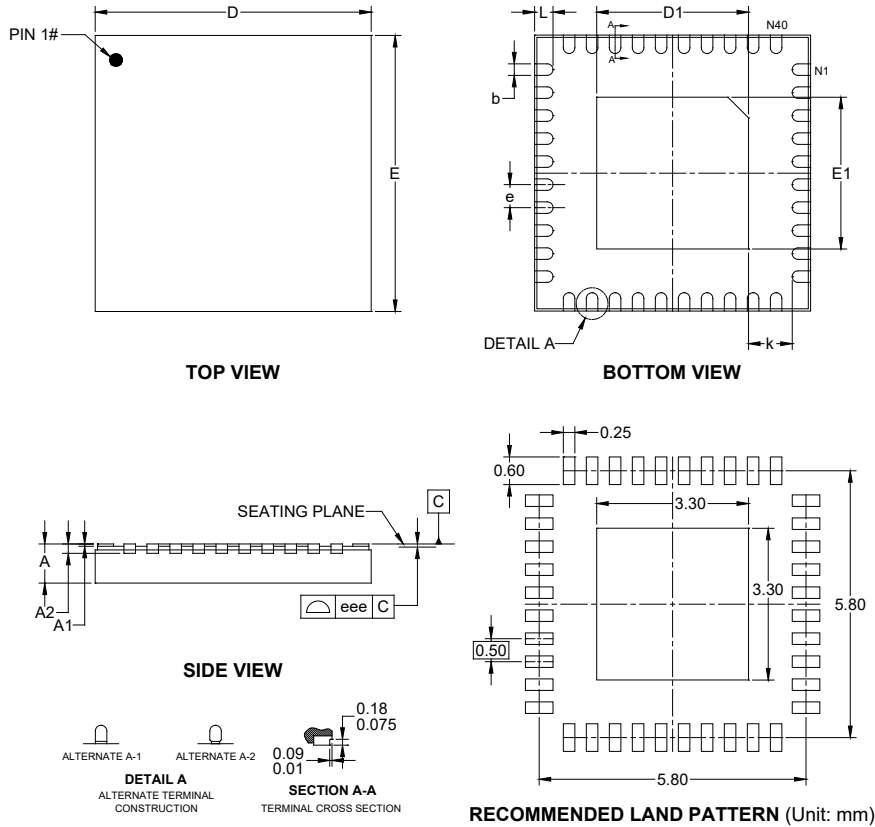 D
PIN 1#
E
TOP VIEW
L
D1
A
A
N40
N1
b
e
E1
DETAIL A
k
BOTTOM VIEW
SEATING PLANE
C
A
A2
A1
eee C
SIDE VIEW
ALTERNATE A-1
ALTERNATE A-2
DETAIL A
ALTERNATE TERMINAL
CONSTRUCTION
0.18
0.075
0.09
0.01
SECTION A-A
TERMINAL CROSS SECTION
0.25
0.60
3.30
3.30
5.80
0.50
5.80
RECOMMENDED LAND PATTERN (Unit: mm)